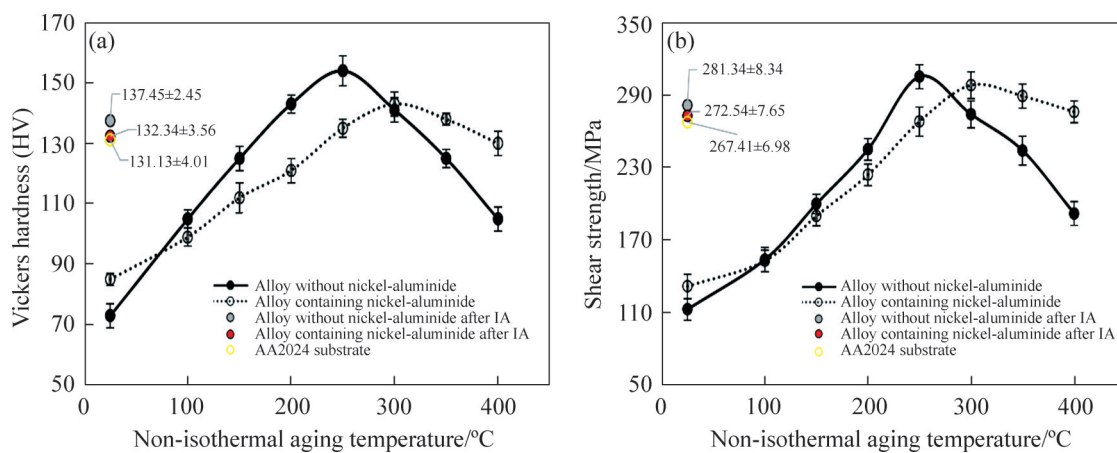 (a)
170
150
130
110
90
70
50
Vickers hardness (HV)
137.45±2.45
132.34±3.56
131.13±4.01
Alloy without nickel-aluminide
Alloy containing nickel-aluminide
Alloy without nickel-aluminide after IA
Alloy containing nickel-aluminide after IA
AA2024 substrate
0 100 200 300 400
Non-isothermal aging temperature/°C
(b)
350
290
230
170
110
50
Shear strength/MPa
281.34±8.34
272.54±7.65
267.41±6.98
Alloy without nickel-aluminide
Alloy containing nickel-aluminide
Alloy without nickel-aluminide after IA
Alloy containing nickel-aluminide after IA
AA2024 substrate
0 100 200 300 400
Non-isothermal aging temperature/°C